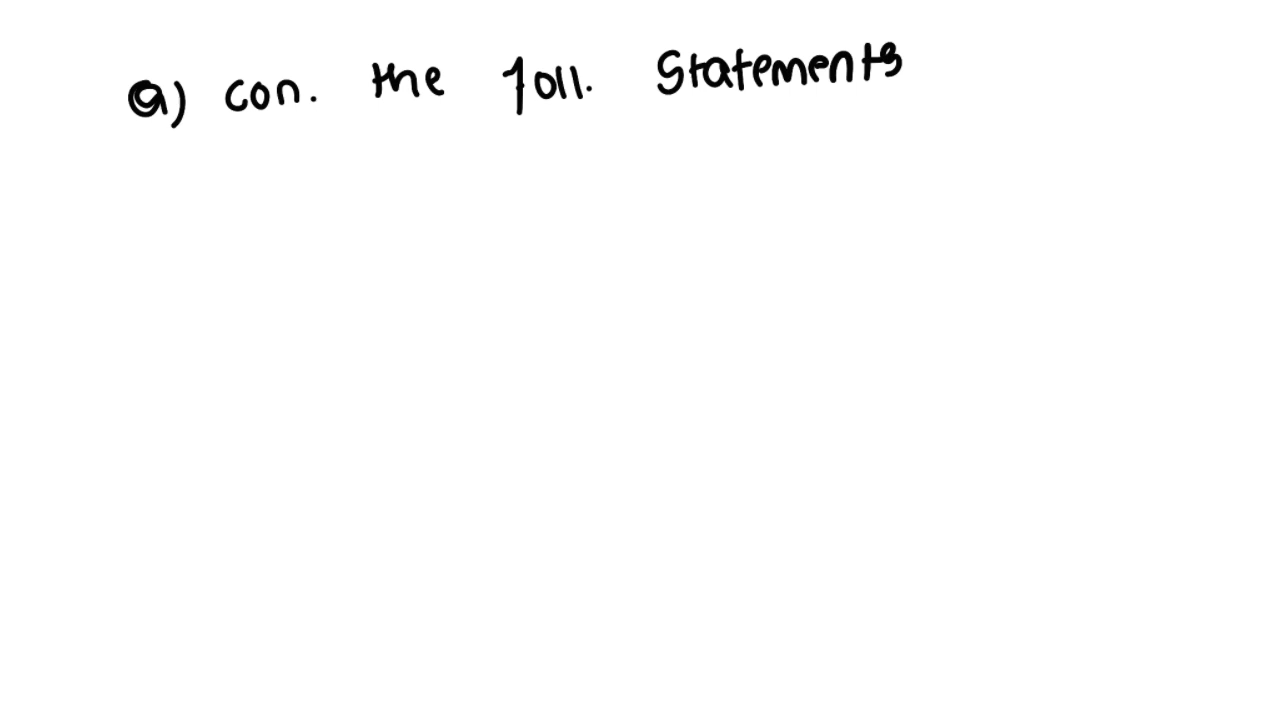 Q) con. the foll. Statements